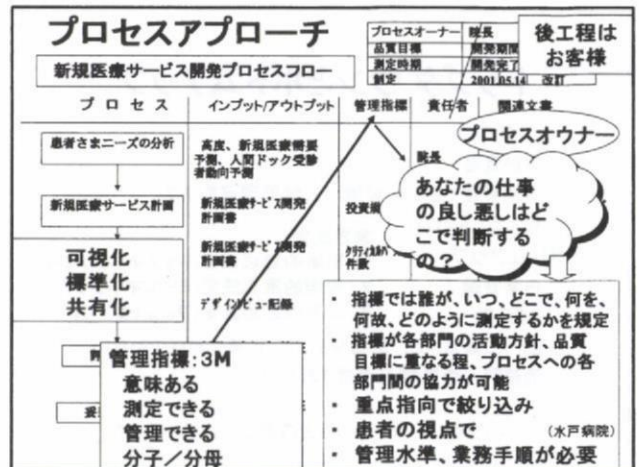 プロセスアプローチ
プロセスオーナー 院長
品質目標 開発期間
測定時期 開発完了
制定 2001.05.14 改訂
後工程は
お客様
新規医療サービス開発プロセスフロー
プロセス インプット/アウトプット 管理指標 責任者 関連文書
プロセスオウナー
患者さまニーズの分析
高度、新規医療需要
予測、人間ドック受診
者動向予測
院長
新規医療サービス計画
新規医療サービス開発
計画書
投資
あなたの仕事
の良し悪しはど
こで判断する
の？
可視化
標準化
共有化
新規医療サービス開発
計画書
クリティカルパス
件数
デザインレビュー記録
管理指標：3M
意味ある
測定できる
管理できる
分子／分母
・ 指標では誰が、いつ、どこで、何を、
何故、どのように測定するかを規定
・ 指標が各部門の活動方針、品質
目標に重なる程、プロセスへの各
部門間の協力が可能
・ 重点指向で絞り込み
・ 患者の視点で （水戸病院）
・ 管理水準、業務手順が必要